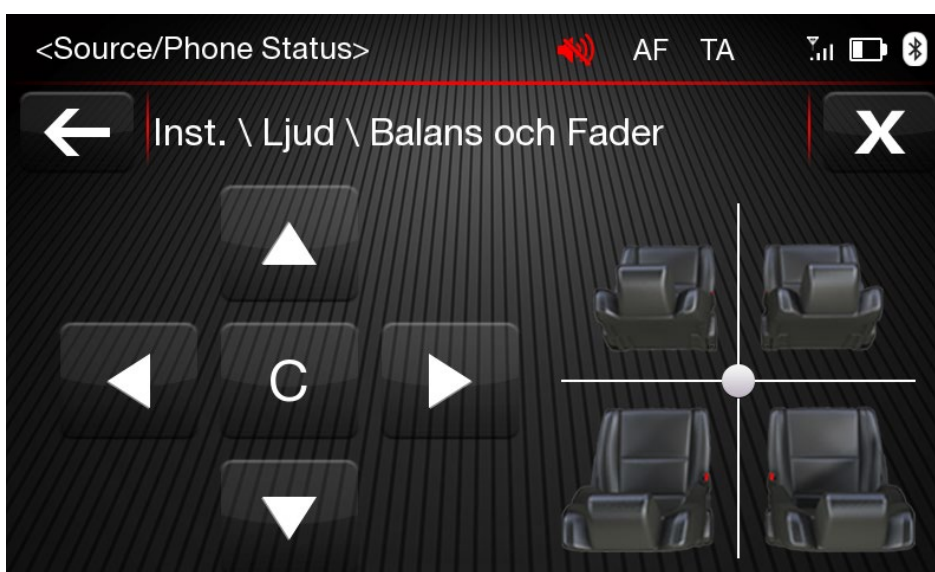 <Source/Phone Status> AF TA
Inst. \ Ljud \ Balans och Fader X
C